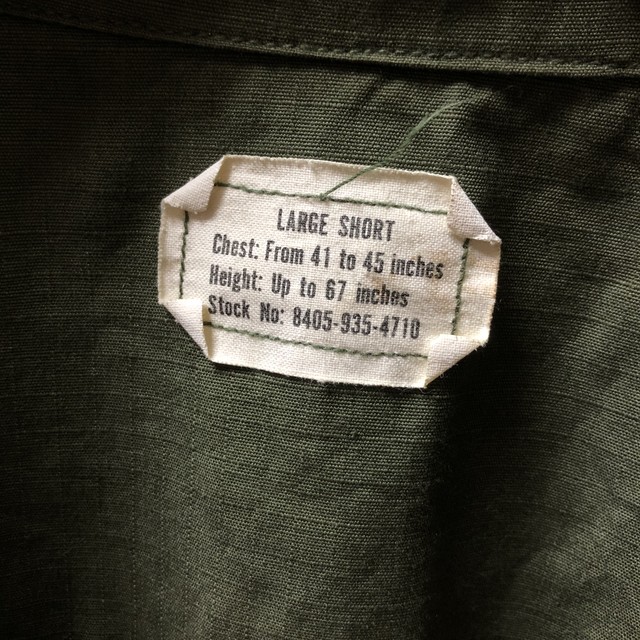 LARGE SHORT
Chest: From 41 to 45 inches
Height: Up to 67 inches
Stock No: 8405-935-4710